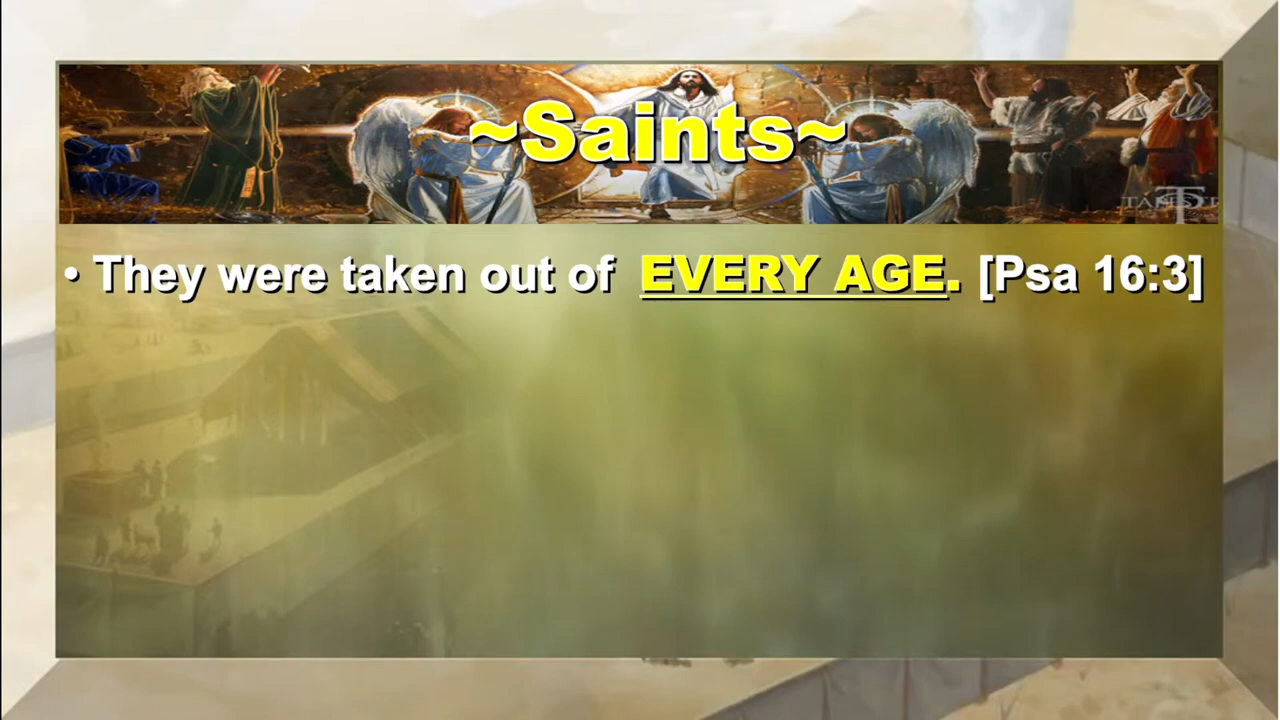 ~Saints~
• They were taken out of EVERY AGE. [Psa 16:3]